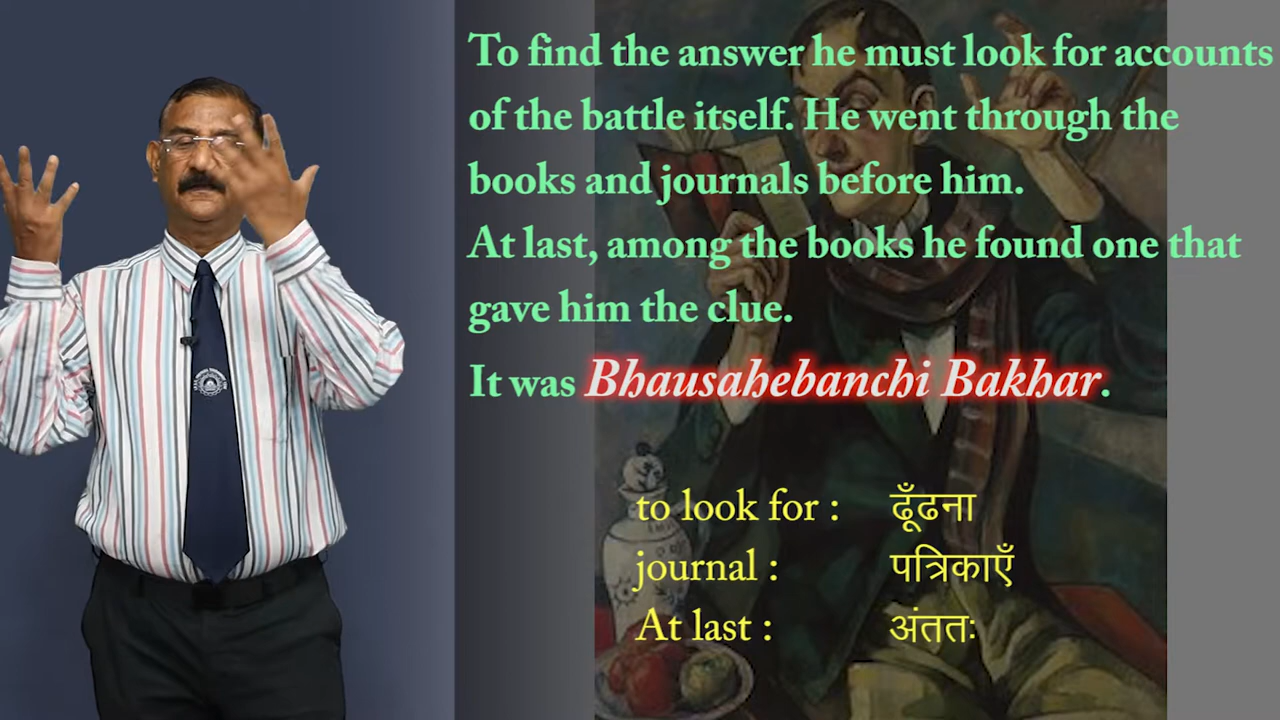 To find the answer he must look for accounts
of the battle itself. He went through the
books and journals before him.
At last, among the books he found one that
gave him the clue.
It was Bhausahebanchi Bakhar.
to look for : ढूँढना
journal : पत्रिकाएँ
At last : अंततः